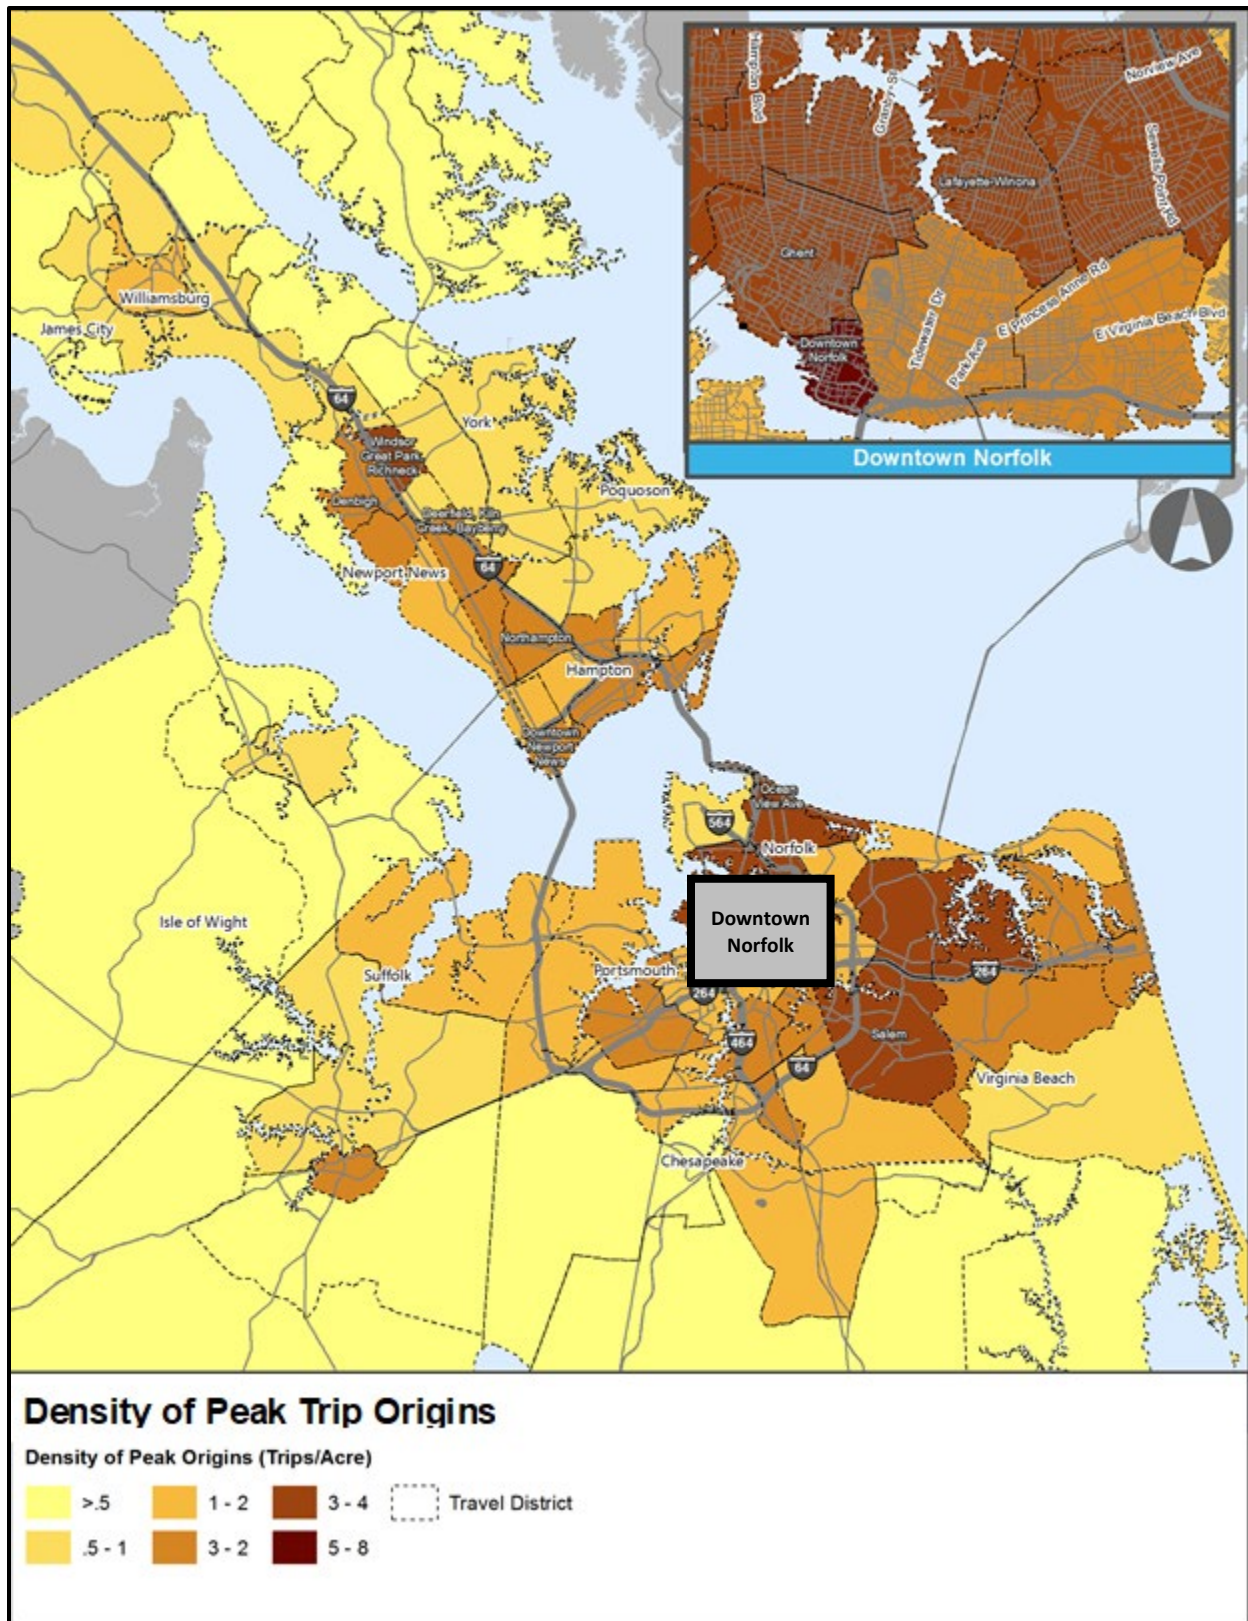 Hampton Blvd
Granby St
Norview Ave
Sewells Point Rd
Lafayette-Winona
Ghent
E Princess Anne Rd
E Virginia Beach Blvd
Tidewater Dr
Park Ave
Downtown
Norfolk
Downtown Norfolk
Williamsburg
James City
64
York
Windsor
Great Park
Richneck
Denbigh
Poquoson
Deerfield, Kiln
Creek, Bayberry
64
Newport News
Northampton
Hampton
Downtown
Newport
News
Ocean
View Ave
564
Norfolk
Downtown
Norfolk
Isle of Wight
Suffolk
Portsmouth
264
264
464
Salem
64
Virginia Beach
Chesapeake
Density of Peak Trip Origins
Density of Peak Origins (Trips/Acre)
>.5
1 - 2
3 - 4
Travel District
.5 - 1
3 - 2
5 - 8